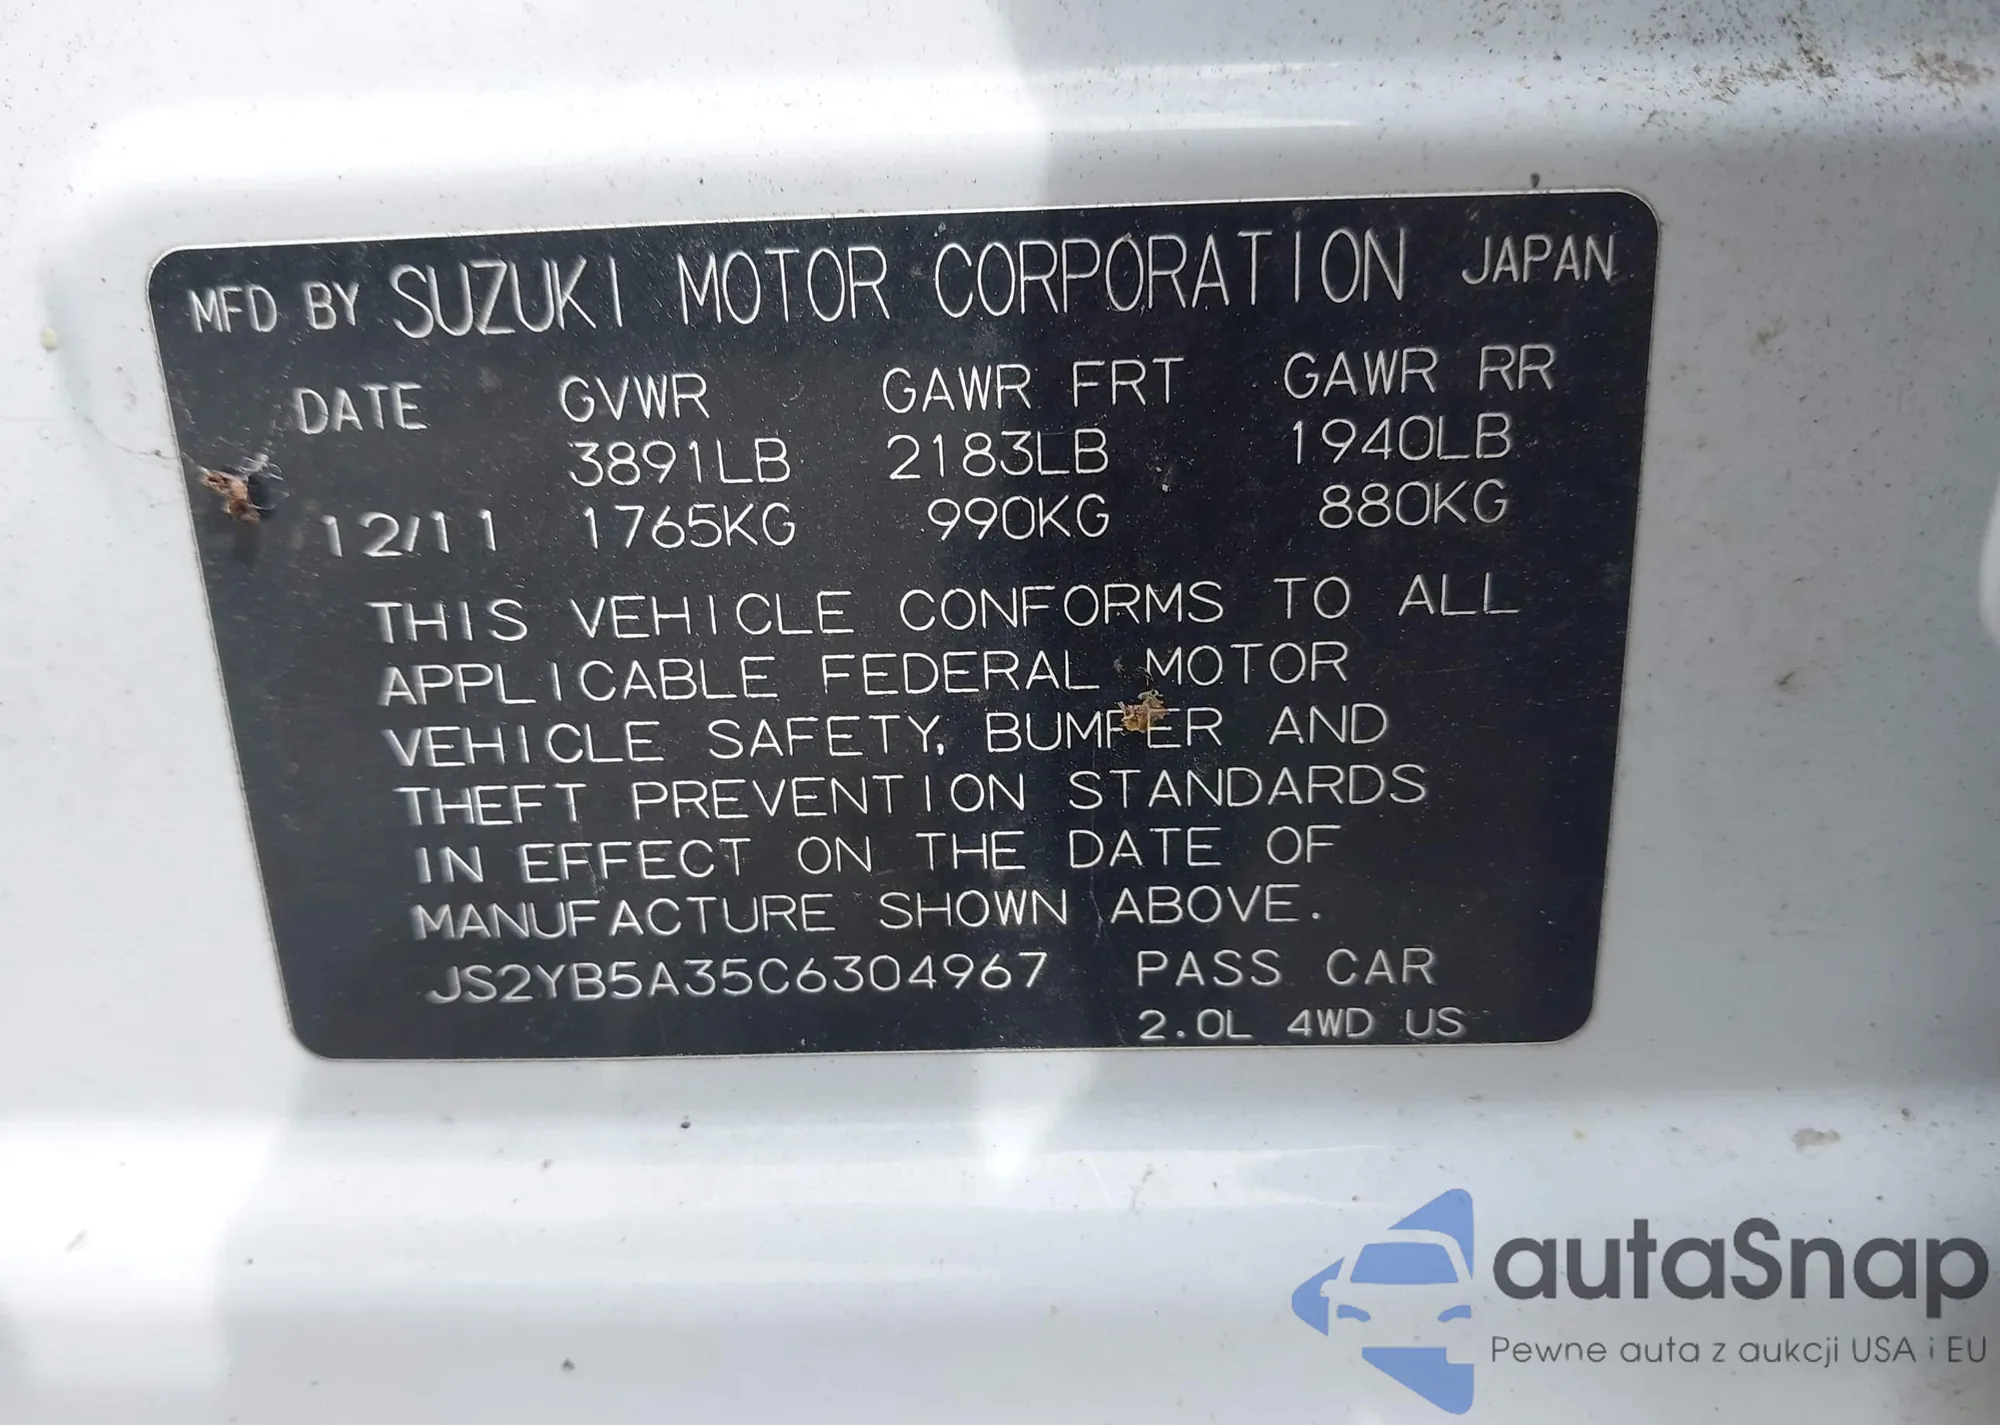 MFD BY SUZUKI MOTOR CORPORATION JAPAN
DATE GVWR GAWR FRT GAWR RR
3891LB 2183LB 1940LB
12/11 1765KG 990KG 880KG
THIS VEHICLE CONFORMS TO ALL
APPLICABLE FEDERAL MOTOR
VEHICLE SAFETY, BUMPER AND
THEFT PREVENTION STANDARDS
IN EFFECT ON THE DATE OF
MANUFACTURE SHOWN ABOVE.
JS2YB5A35C6304967 PASS CAR
2.0L 4WD US
autaSnap
Pewne auta z aukcji USA i EU